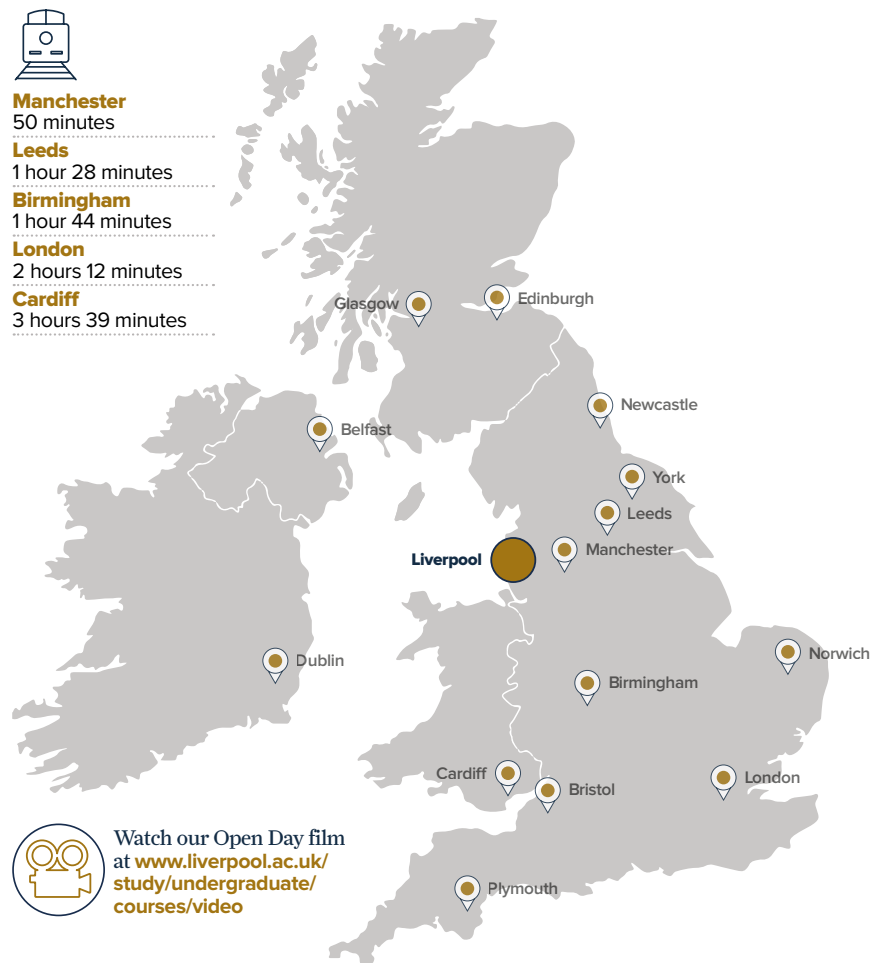 Manchester
50 minutes
Leeds
1 hour 28 minutes
Birmingham
1 hour 44 minutes
London
2 hours 12 minutes
Cardiff
3 hours 39 minutes
Glasgow
Edinburgh
Newcastle
Belfast
York
Leeds
Manchester
Liverpool
Norwich
Dublin
Birmingham
Cardiff
Bristol
London
Plymouth
Watch our Open Day film
at www.liverpool.ac.uk/
study/undergraduate/
courses/video